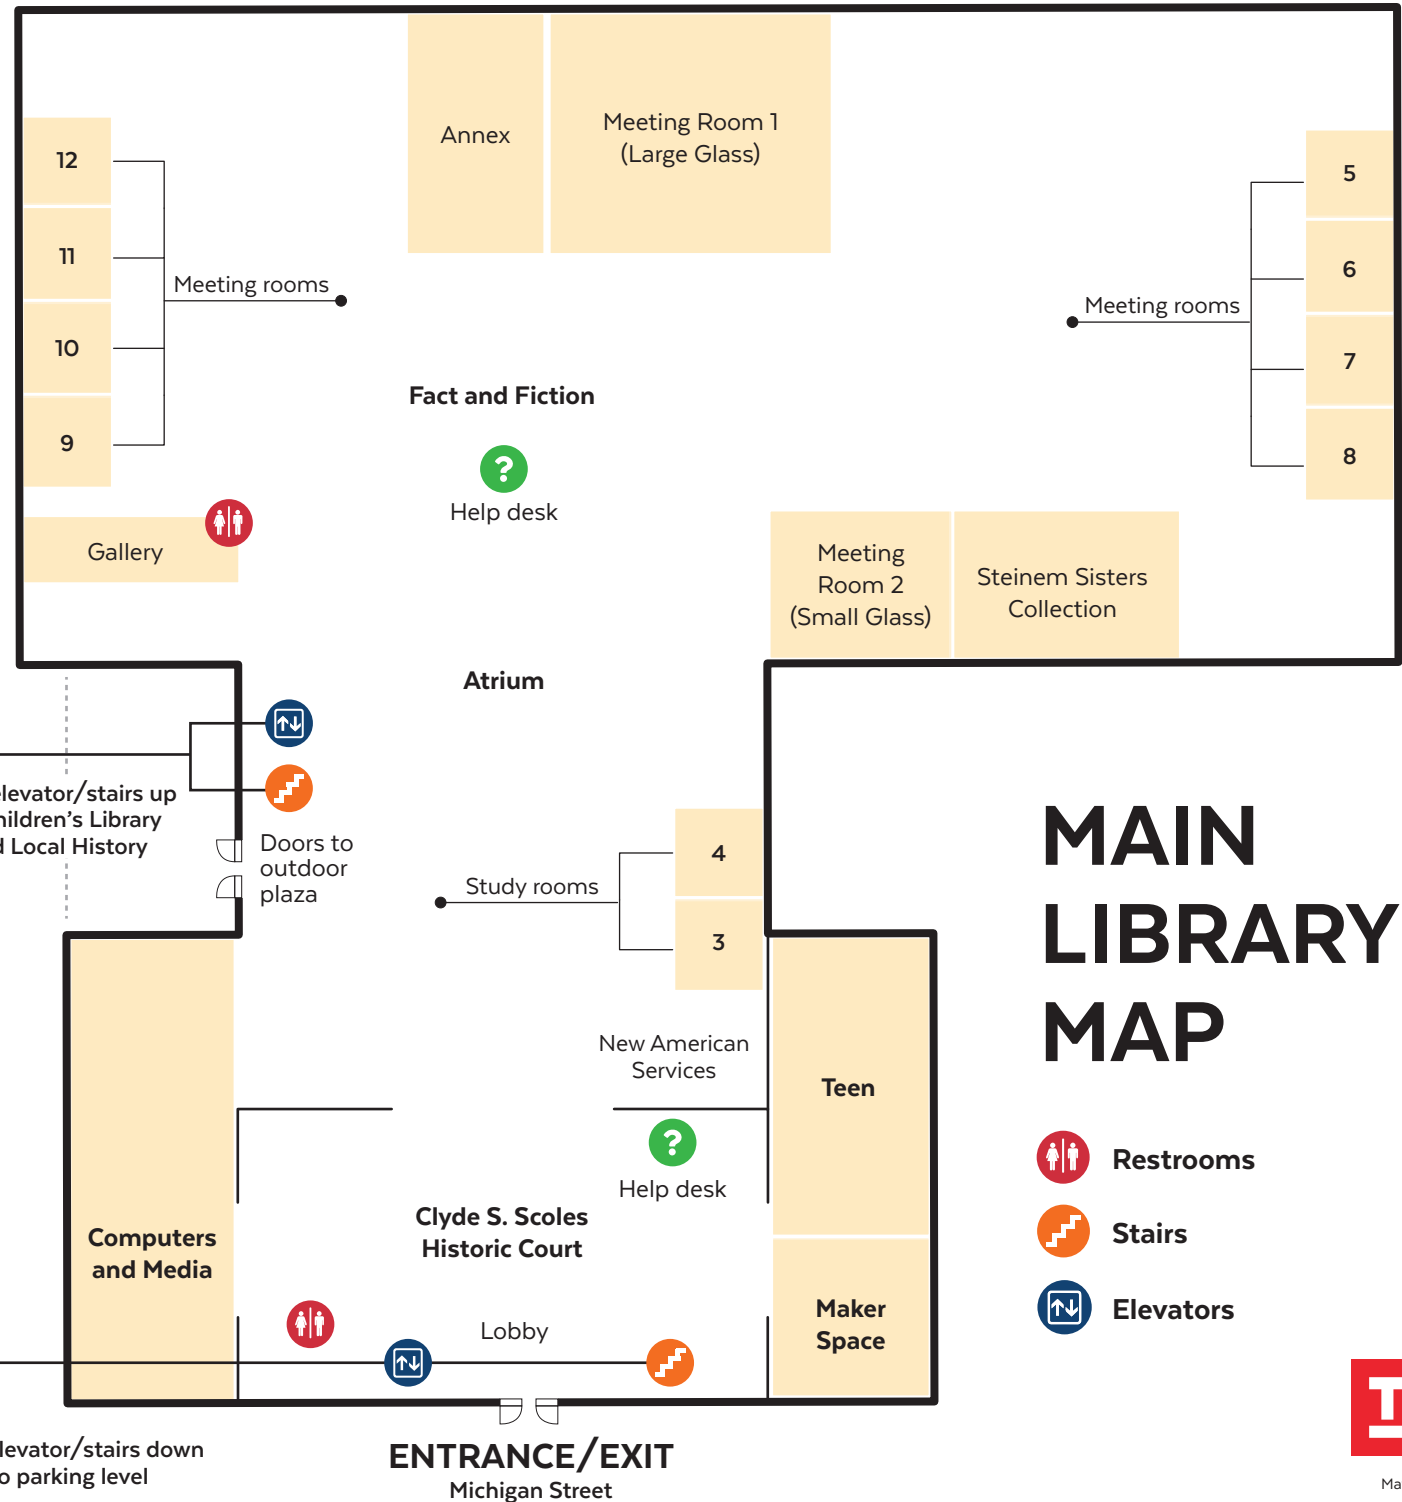 Annex
Meeting Room 1
(Large Glass)
12
11
10
9
Meeting rooms
5
6
7
8
Meeting rooms
Fact and Fiction
?
Help desk
Gallery
Meeting
Room 2
(Small Glass)
Steinem Sisters
Collection
Atrium
elevator/stairs up
Children's Library
Local History
Doors to
outdoor
plaza
Study rooms
4
3
MAIN
LIBRARY
MAP
New American
Services
Teen
?
Help desk
Restrooms
Stairs
Elevators
Clyde S. Scoles
Historic Court
Computers
and Media
Maker
Space
Lobby
elevator/stairs down
parking level
ENTRANCE/EXIT
Michigan Street